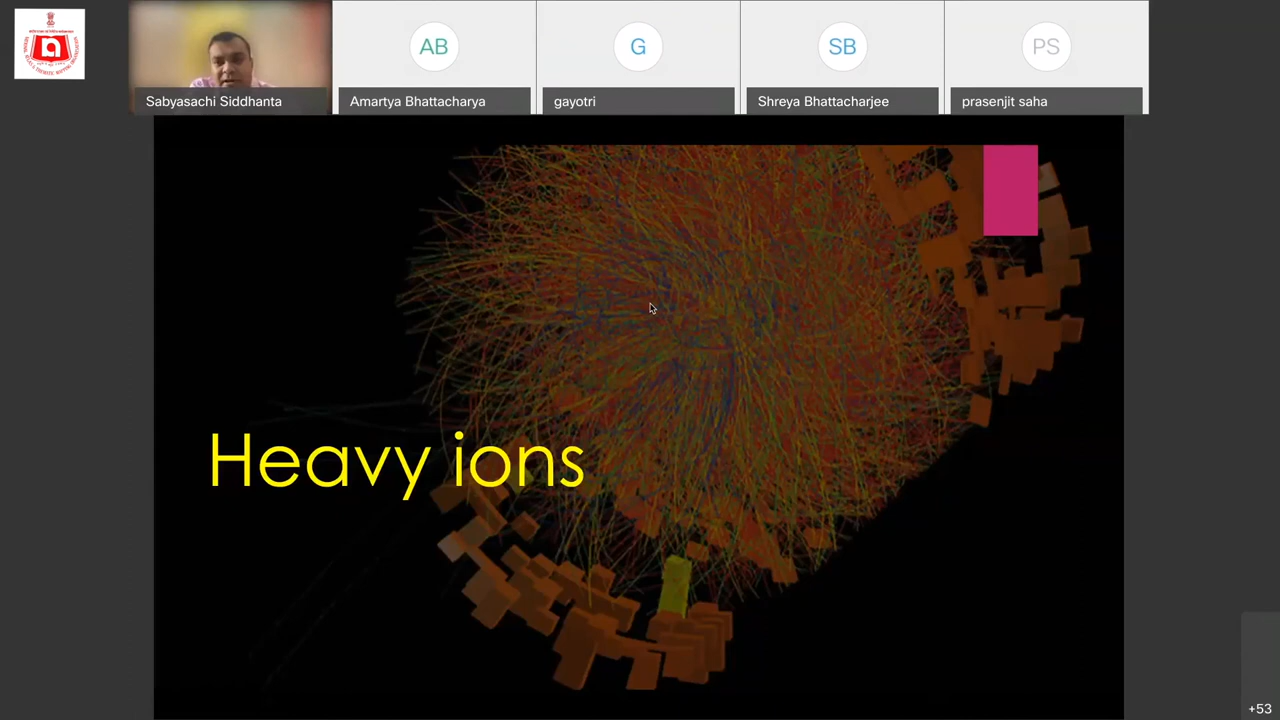 AB
G
SB
PS
Sabyasachi Siddhanta
Amartya Bhattacharya
gayotri
Shreya Bhattacharjee
prasenjit saha
Heavy ions
+53